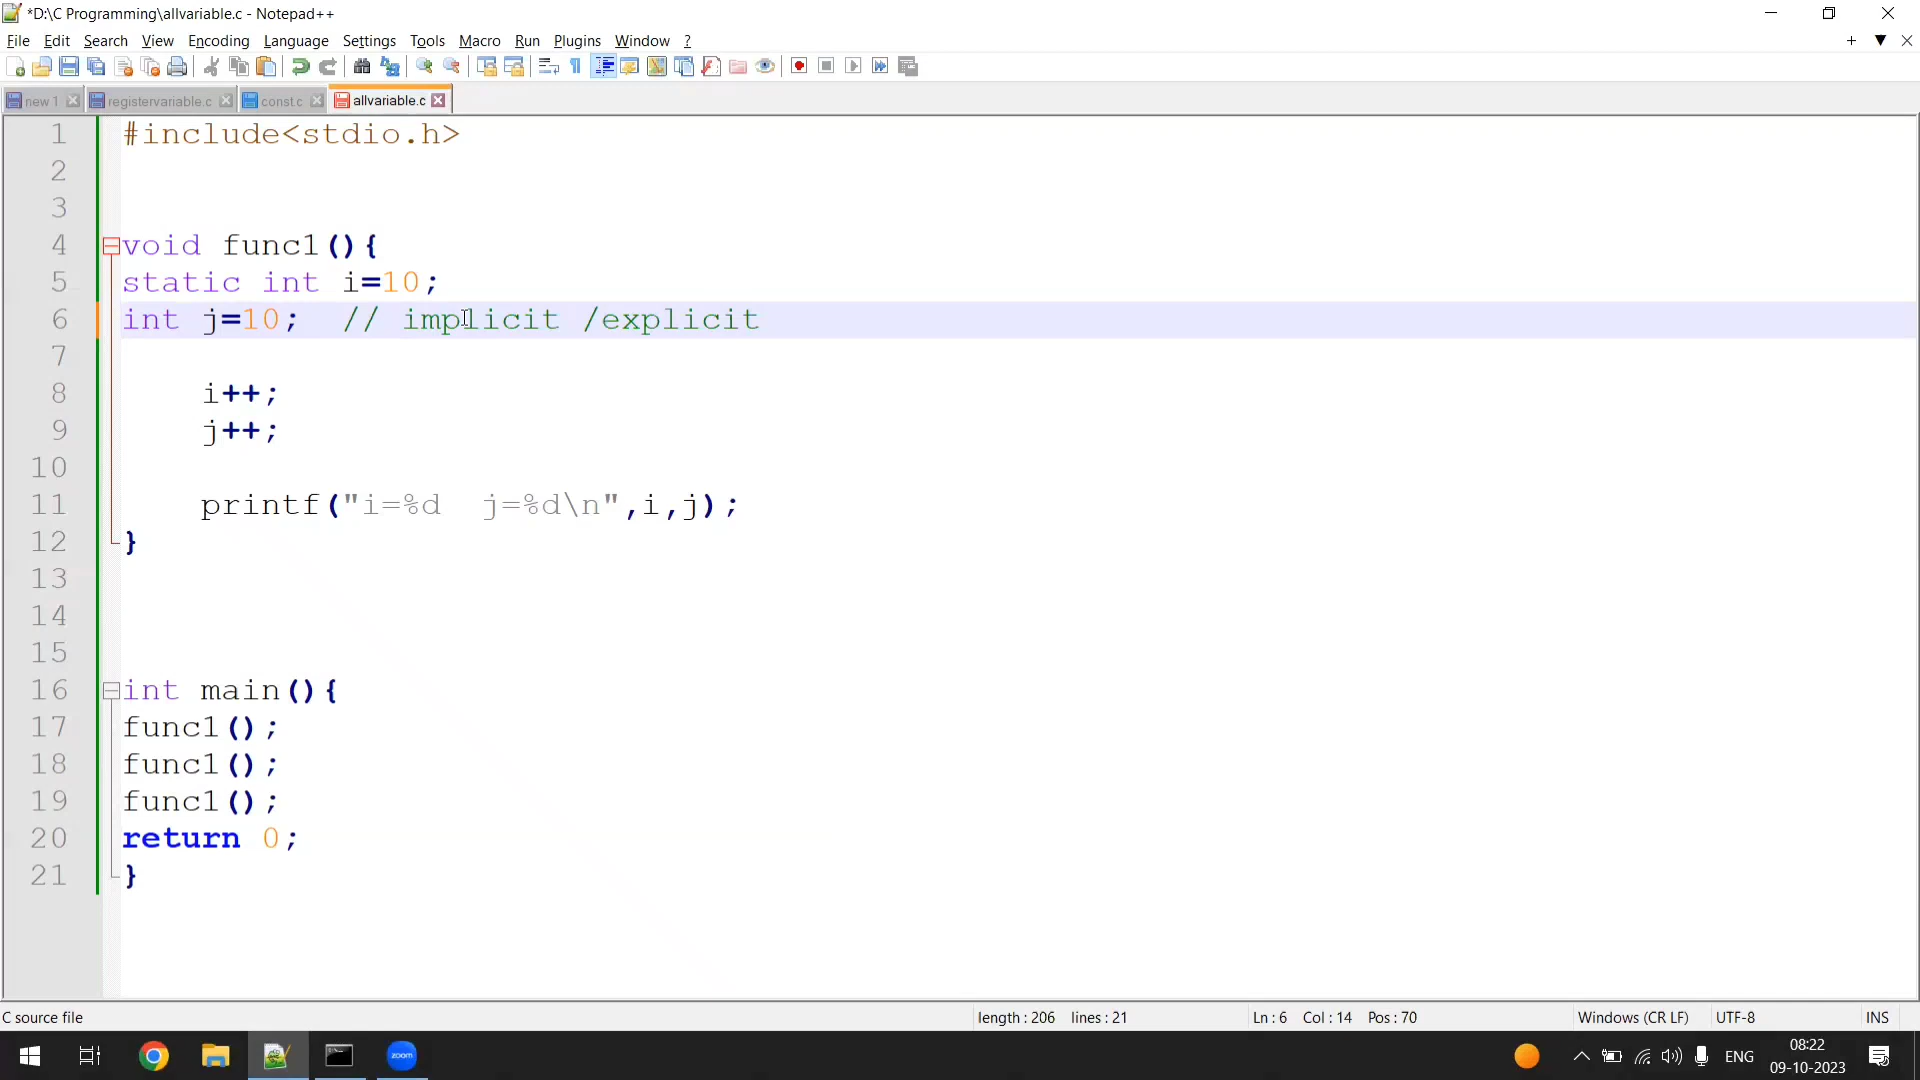 *D:\C Programming\allvariable.c - Notepad++
File Edit Search View Encoding Language Settings Tools Macro Run Plugins Window ?
new 1 registervariable.c const.c allvariable.c
1 #include<stdio.h>
2
3
4 void func1(){
5 static int i=10;
6 int j=10;  // implicit /explicit
7
8     i++;
9     j++;
10
11     printf("i=%d  j=%d\n",i,j);
12 }
13
14
15
16 int main(){
17 func1();
18 func1();
19 func1();
20 return 0;
21 }
C source file length : 206 lines : 21 Ln : 6 Col : 14 Pos : 70 Windows (CR LF) UTF-8 INS
zoom ENG 08:22
09-10-2023